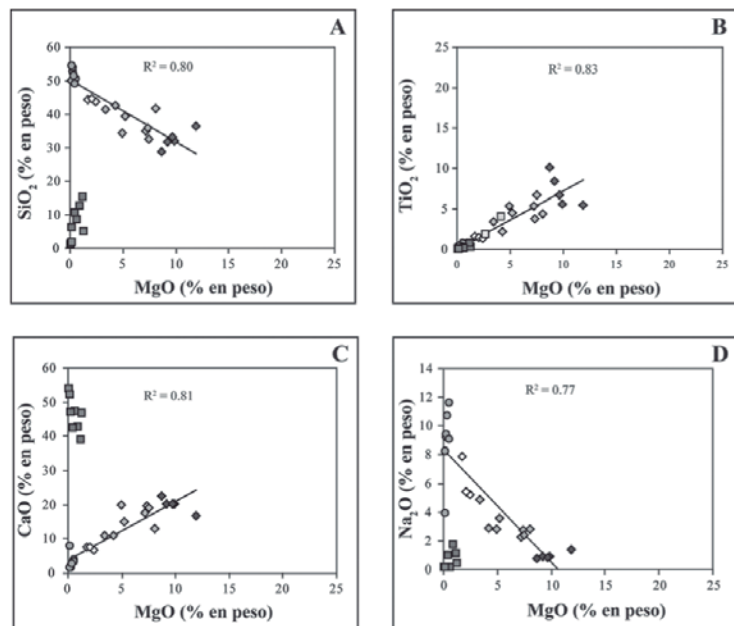 A
R² = 0.80
60
50
40
30
20
10
0
SiO₂ (% en peso)
0 5 10 15 20 25
MgO (% en peso)
B
R² = 0.83
25
20
15
10
5
0
TiO₂ (% en peso)
0 5 10 15 20 25
MgO (% en peso)
C
R² = 0.81
60
50
40
30
20
10
0
CaO (% en peso)
0 5 10 15 20 25
MgO (% en peso)
D
R² = 0.77
14
12
10
8
6
4
2
0
Na₂O (% en peso)
0 5 10 15 20 25
MgO (% en peso)